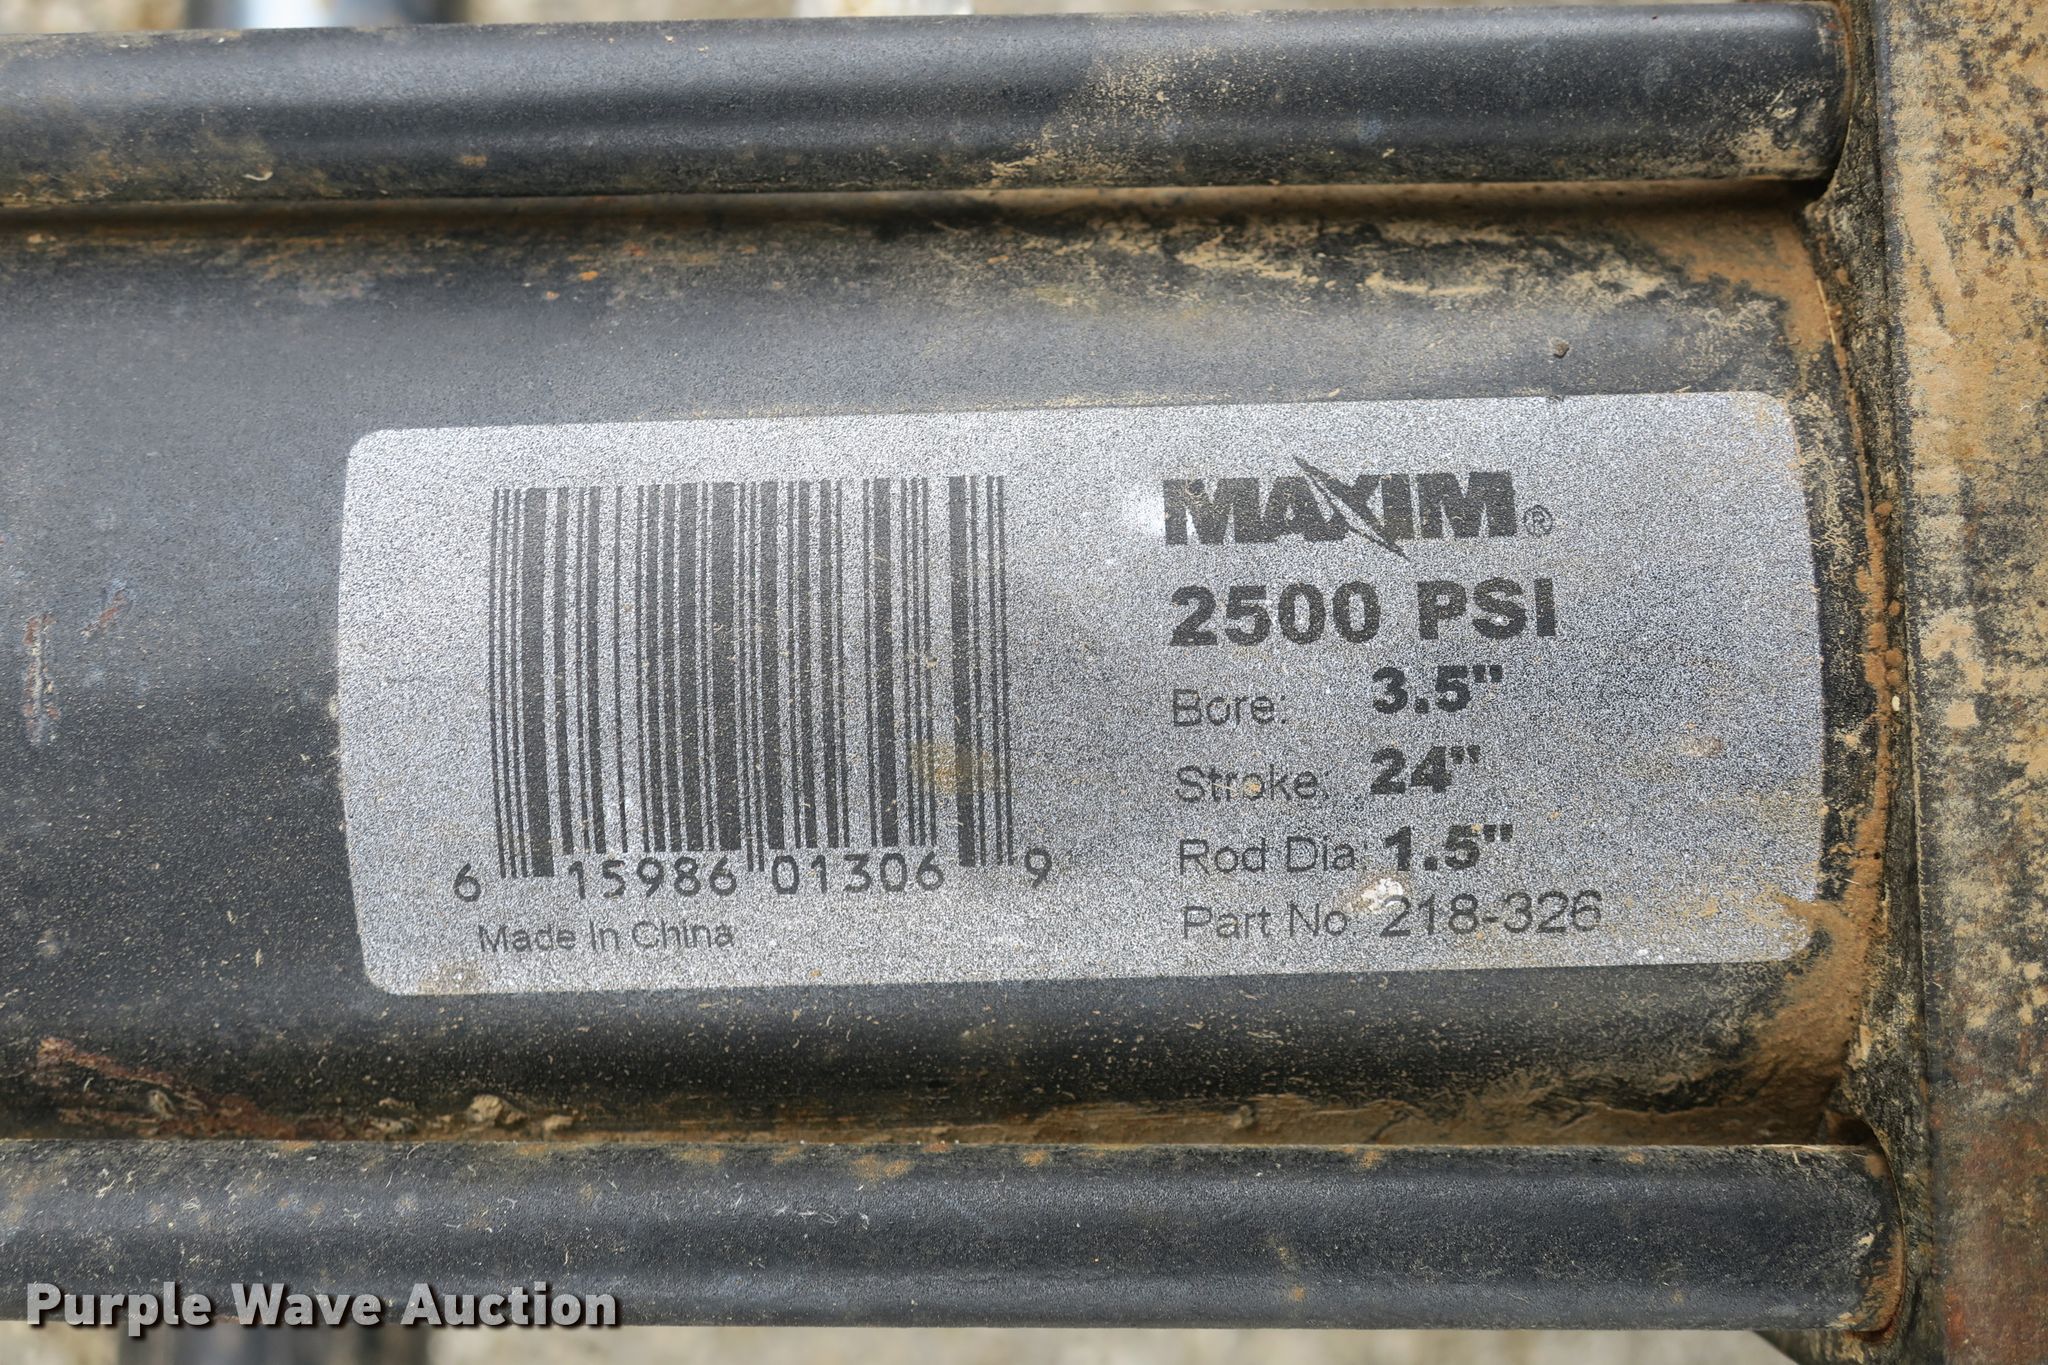 MAXIM®
2500 PSI
Bore: 3.5"
Stroke: 24"
Rod Dia: 1.5"
Part No 218-326
6 15986 01306 9
Made In China
Purple Wave Auction